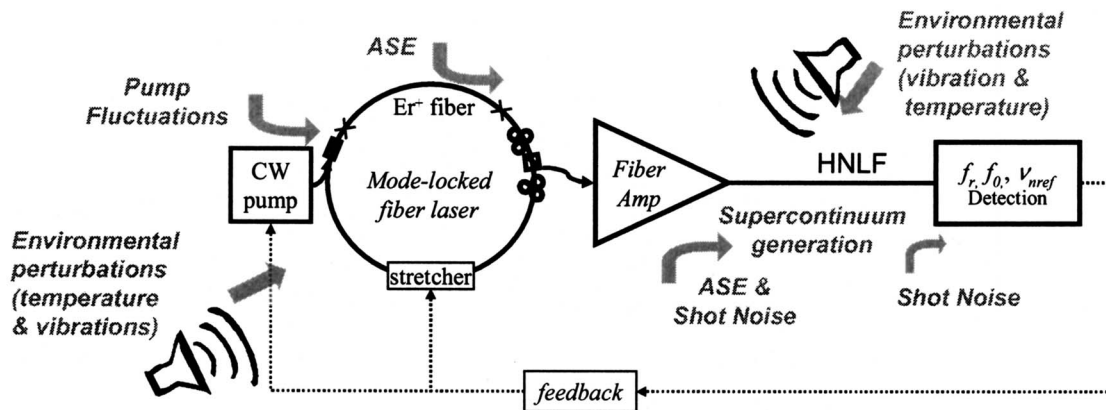 ASE
Pump
Fluctuations
Er⁺ fiber
CW
pump
Mode-locked
fiber laser
stretcher
Environmental
perturbations
(temperature
& vibrations)
Fiber
Amp
HNLF
Supercontinuum
generation
ASE &
Shot Noise
Environmental
perturbations
(vibration &
temperature)
fr, f0,, νnref
Detection
Shot Noise
feedback